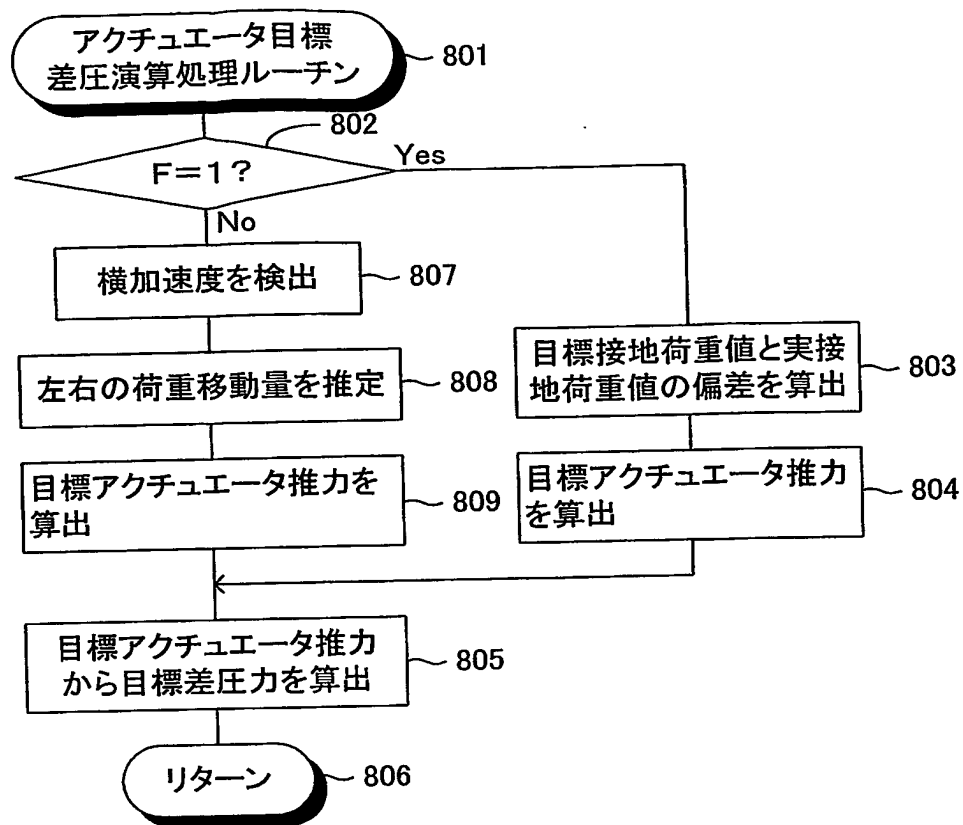 アクチュエータ目標
差圧演算処理ルーチン
801
802
F=1?
Yes
No
横加速度を検出
807
左右の荷重移動量を推定
808
目標アクチュエータ推力を
算出
809
目標接地荷重値と実接
地荷重値の偏差を算出
803
目標アクチュエータ推力
を算出
804
目標アクチュエータ推力
から目標差圧力を算出
805
リターン
806